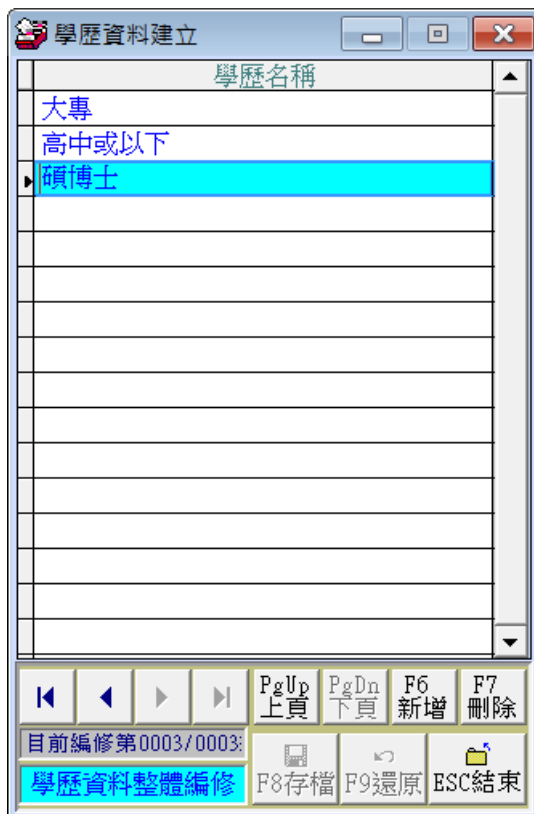 學歷資料建立
學歷名稱
大專
高中或以下
碩博士
PgUp
上頁
PgDn
下頁
F6
新增
F7
刪除
目前編修第0003/0003
學歷資料整體編修
F8存檔
F9還原
ESC結束